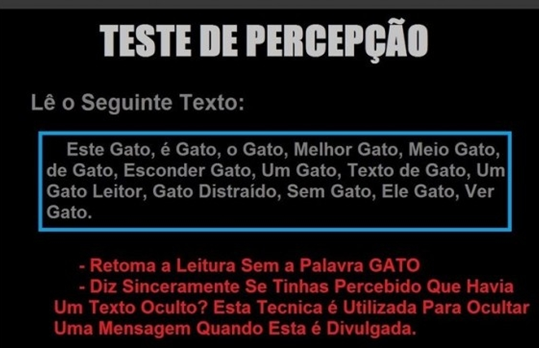 TESTE DE PERCEPÇÃO
Lê o Seguinte Texto:
Este Gato, é Gato, o Gato, Melhor Gato, Meio Gato,
de Gato, Esconder Gato, Um Gato, Texto de Gato, Um
Gato Leitor, Gato Distraído, Sem Gato, Ele Gato, Ver
Gato.
- Retoma a Leitura Sem a Palavra GATO
- Diz Sinceramente Se Tinhas Percebido Que Havia
Um Texto Oculto? Esta Tecnica é Utilizada Para Ocultar
Uma Mensagem Quando Esta é Divulgada.